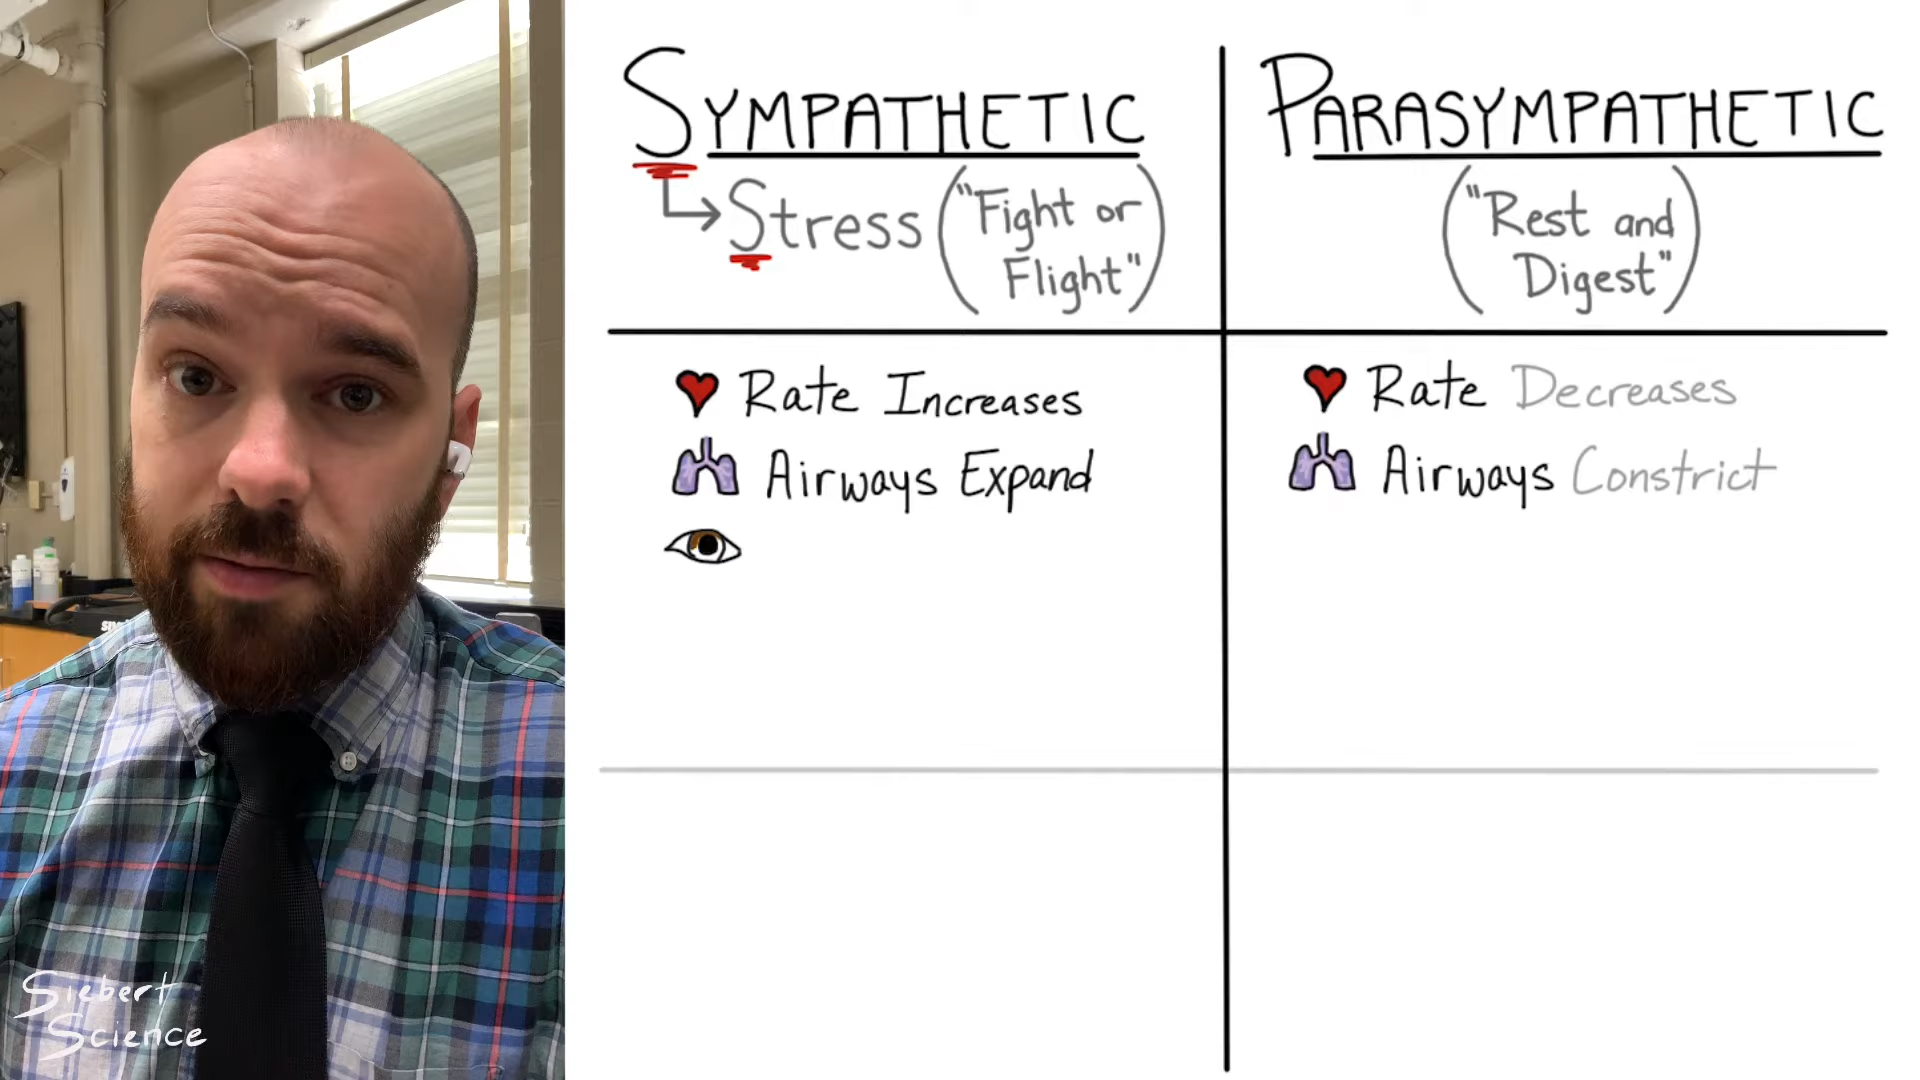 SYMPATHETIC
Stress ("Fight or
Flight")
Rate Increases
Airways Expand
PARASYMPATHETIC
("Rest and
Digest")
Rate Decreases
Airways Constrict
Siebert
Science